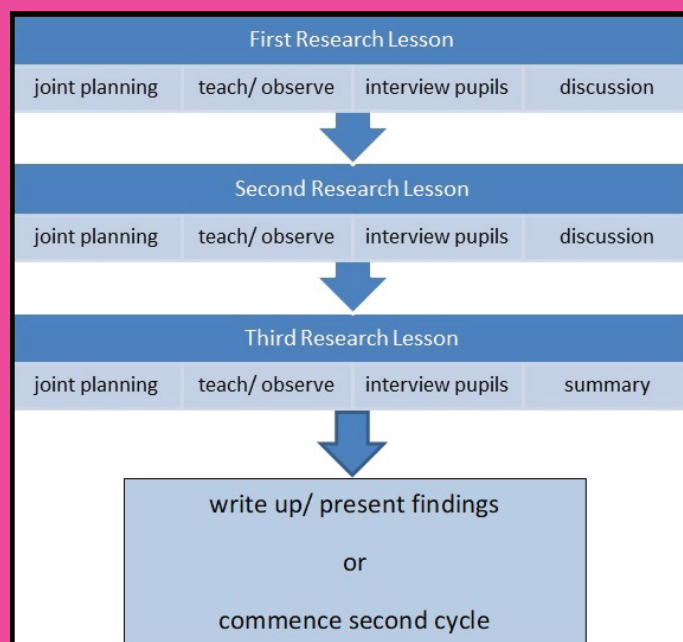 First Research Lesson
joint planning teach/ observe interview pupils discussion
Second Research Lesson
joint planning teach/ observe interview pupils discussion
Third Research Lesson
joint planning teach/ observe interview pupils summary
write up/ present findings
or
commence second cycle